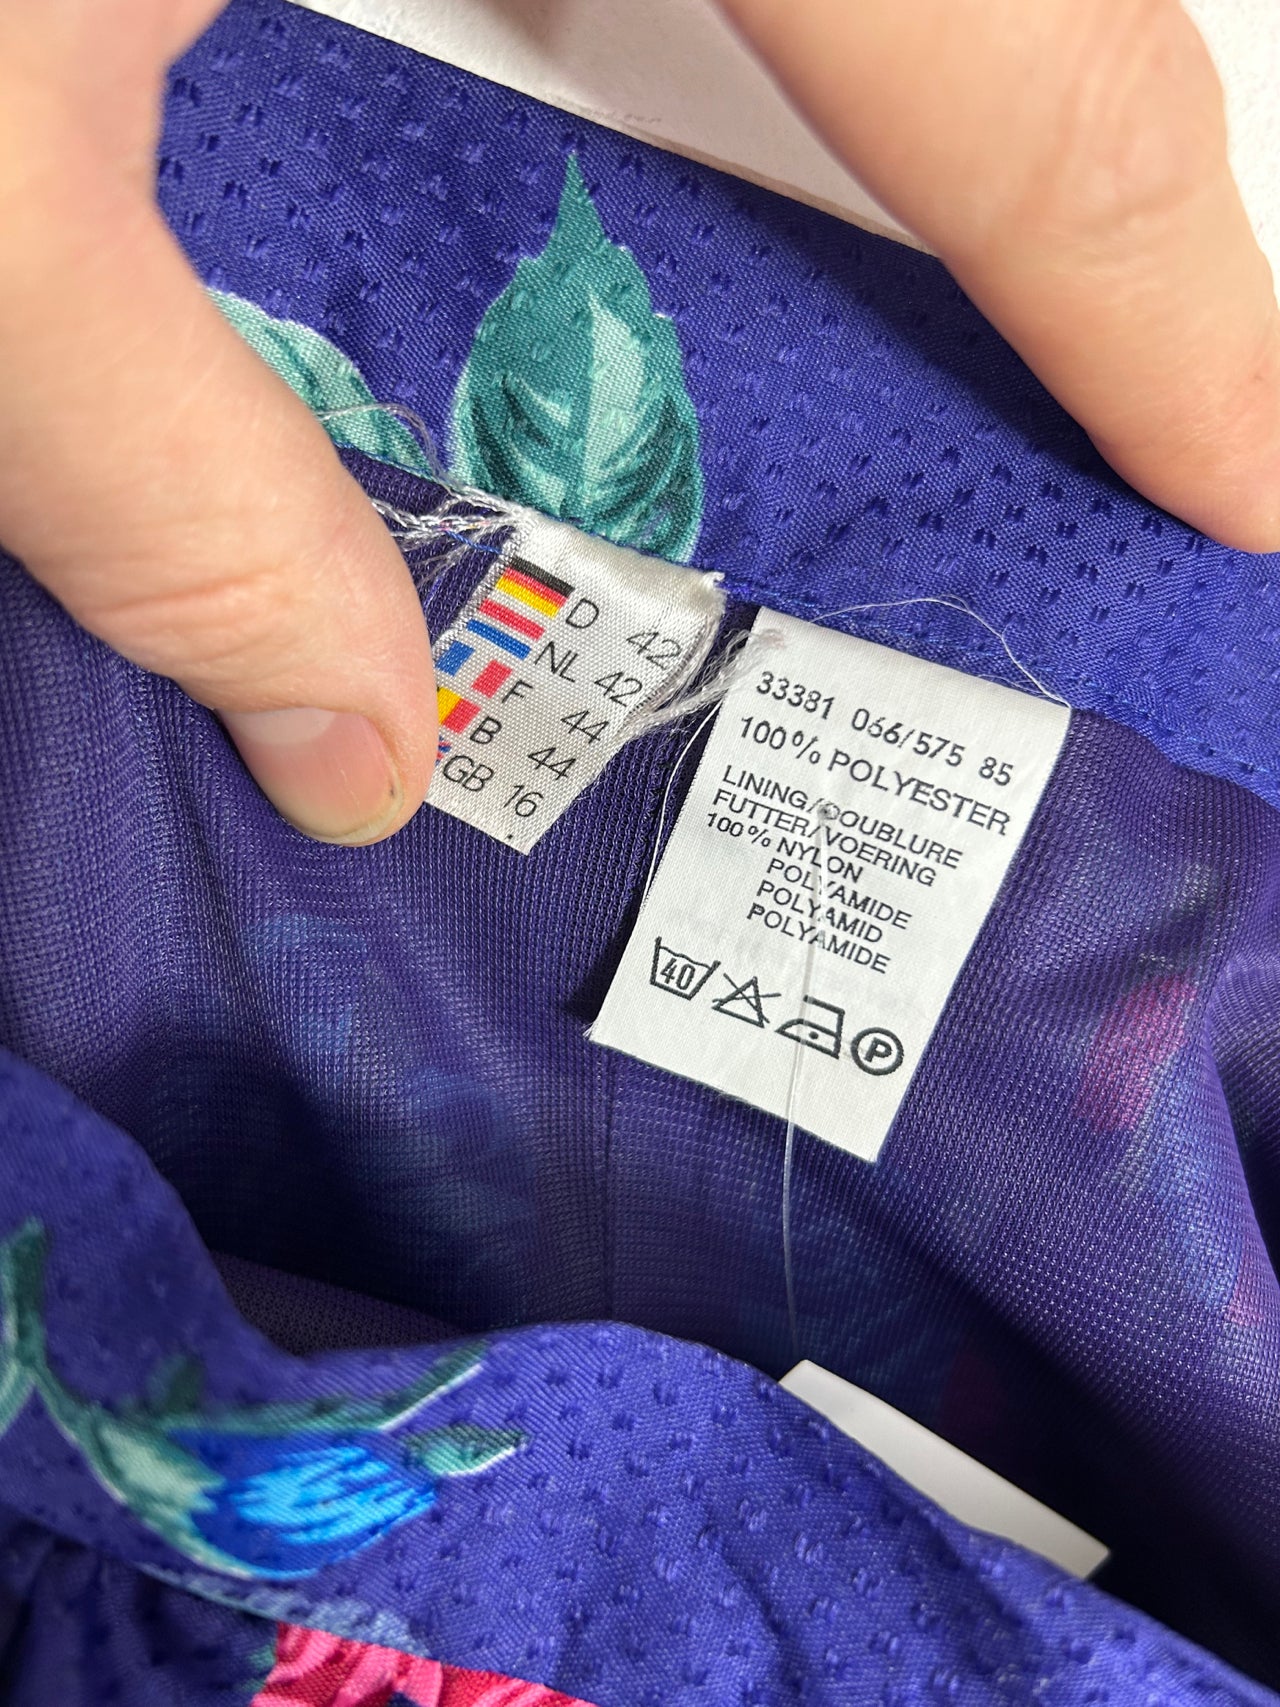 D 42
NL 42
F 44
B 44
GB 16
33381 066/575 85
100% POLYESTER
LINING/DOUBLURE
FUTTER/VOERING
100% NYLON
POLYAMIDE
POLYAMID
POLYAMIDE
40
P